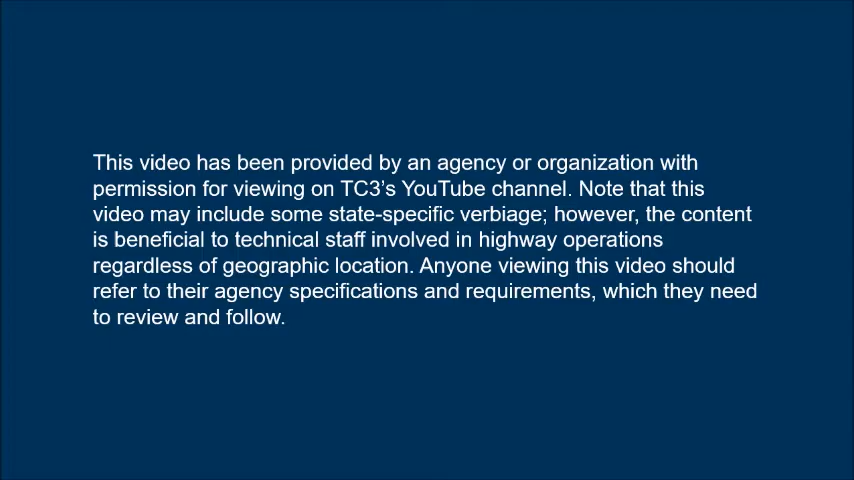 This video has been provided by an agency or organization with
permission for viewing on TC3’s YouTube channel. Note that this
video may include some state-specific verbiage; however, the content
is beneficial to technical staff involved in highway operations
regardless of geographic location. Anyone viewing this video should
refer to their agency specifications and requirements, which they need
to review and follow.